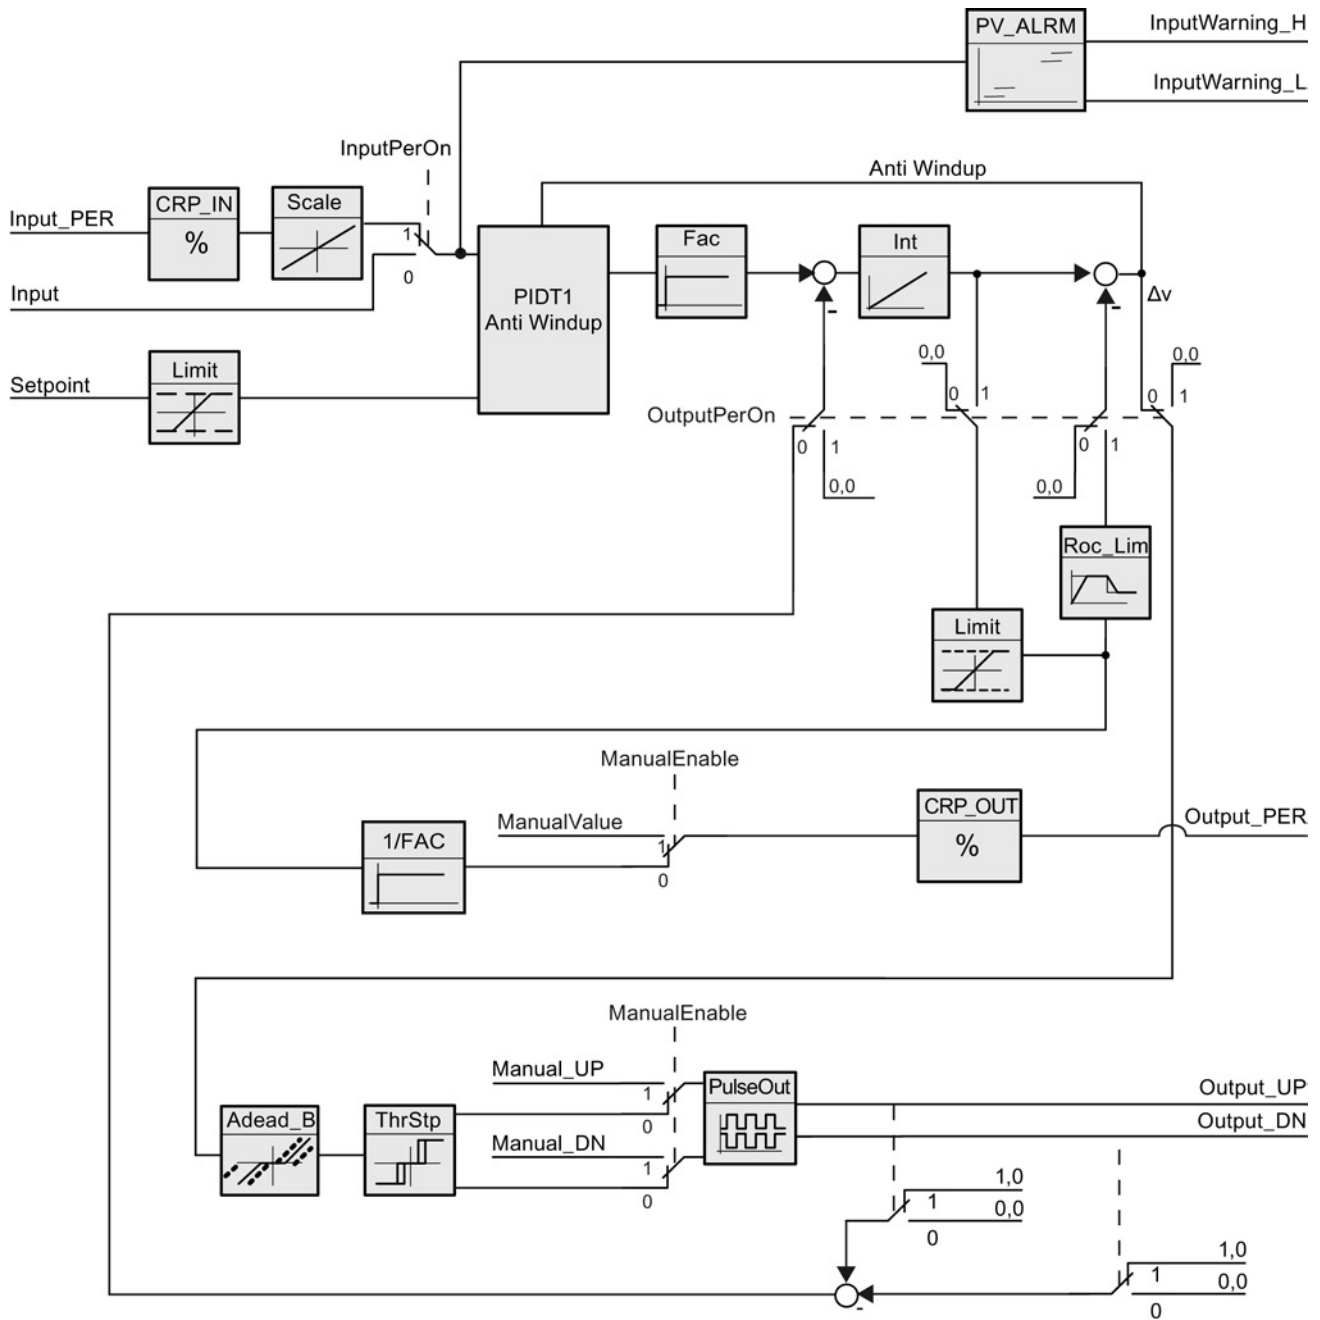 PV_ALRM
InputWarning_H
InputWarning_L
InputPerOn
Anti Windup
Input_PER
CRP_IN
%
Scale
1
0
Input
PIDT1
Anti Windup
Fac
-
Int
-
Δv
Setpoint
Limit
0,0
0 1
0,0
0 1
OutputPerOn
0 1
0,0
0 1
0,0
Roc_Lim
Limit
ManualEnable
ManualValue
1
0
1/FAC
CRP_OUT
%
Output_PER
ManualEnable
Manual_UP
1
0
Manual_DN
1
0
PulseOut
Output_UP
Output_DN
Adead_B
ThrStp
1,0
1
0,0
0
1,0
1
0,0
0
-